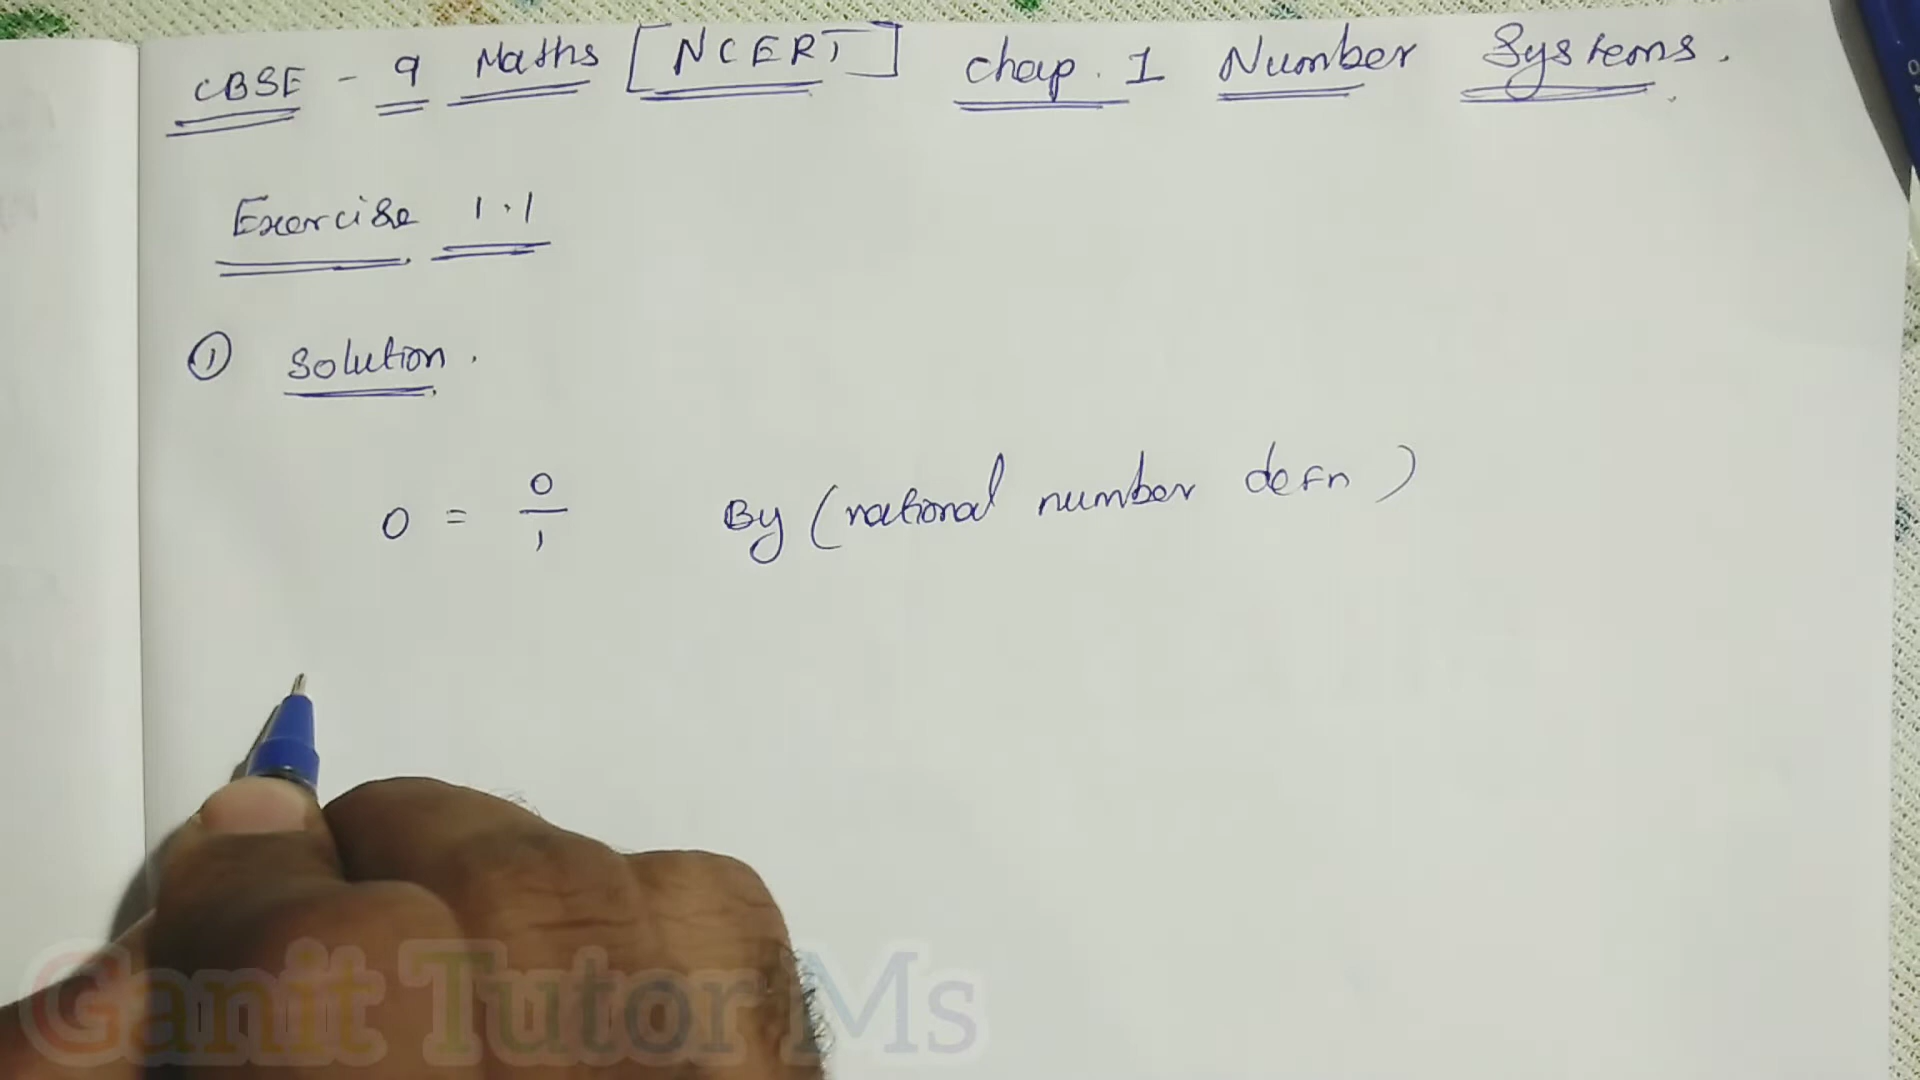 CBSE - 9 Maths [NCERT] chap. 1 Number Systems.
Exercise 1.1
① Solution.
0 = 0/1 By (rational number defn)
Ganit Tutor Ms